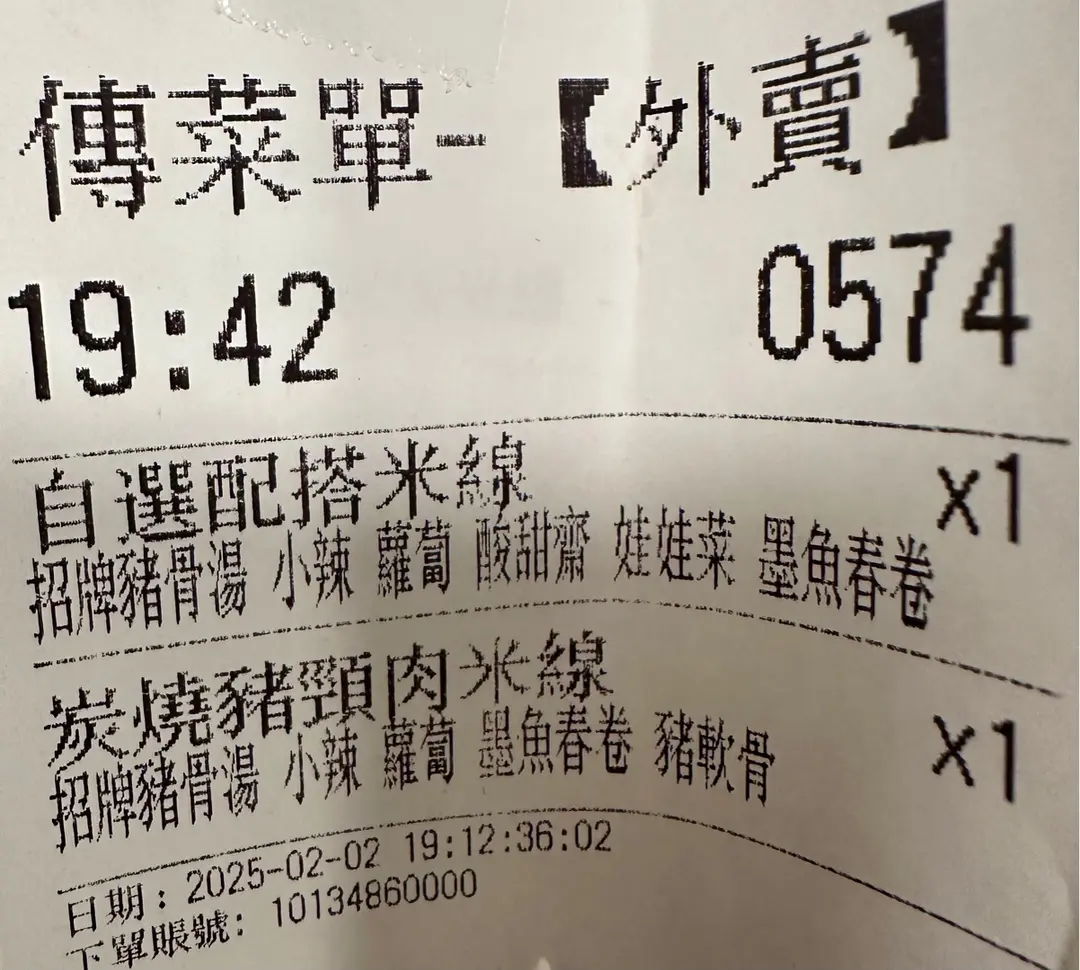 傳菜單-【外賣】
19:42 0574
自選配搭米線 x1
招牌豬骨湯 小辣 蘿蔔 酸甜齋 娃娃菜 墨魚春卷
炭燒豬頸肉米線 x1
招牌豬骨湯 小辣 蘿蔔 墨魚春卷 豬軟骨
日期: 2025-02-02 19:12:36:02
下單賬號: 10134860000